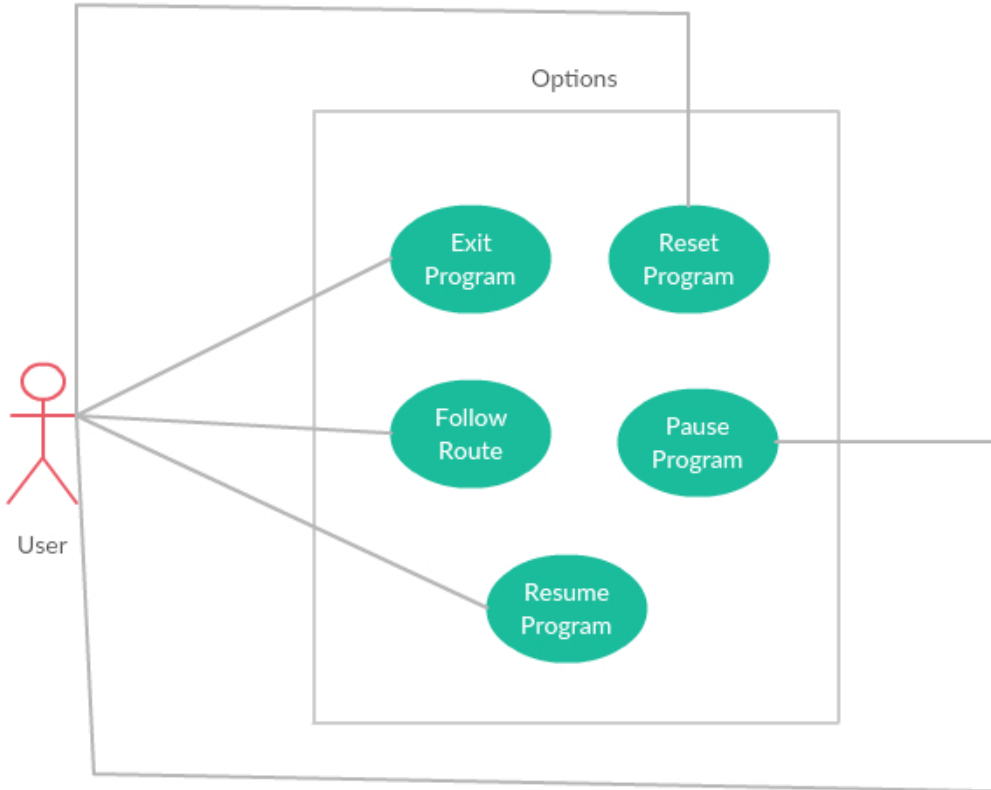 Options
Exit
Program
Reset
Program
Follow
Route
Pause
Program
User
Resume
Program